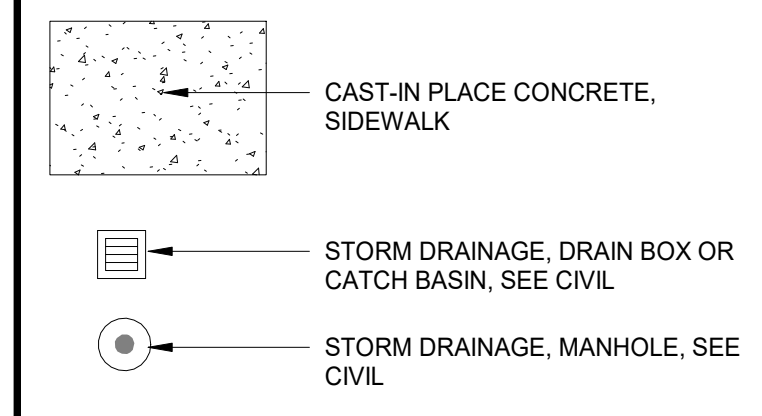 CAST-IN PLACE CONCRETE,
SIDEWALK
STORM DRAINAGE, DRAIN BOX OR
CATCH BASIN, SEE CIVIL
STORM DRAINAGE, MANHOLE, SEE
CIVIL